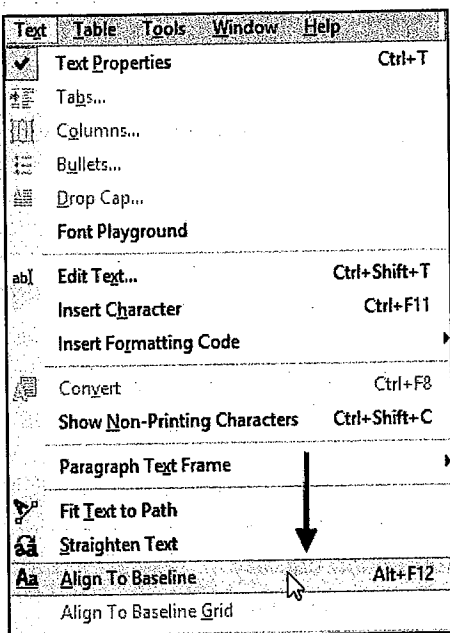 Text Table Tools Window Help
Text Properties Ctrl+T
Tabs...
Columns...
Bullets...
Drop Cap...
Font Playground
abI Edit Text... Ctrl+Shift+T
Insert Character Ctrl+F11
Insert Formatting Code
Convert Ctrl+F8
Show Non-Printing Characters Ctrl+Shift+C
Paragraph Text Frame
Fit Text to Path
Straighten Text
Aa Align To Baseline Alt+F12
Align To Baseline Grid